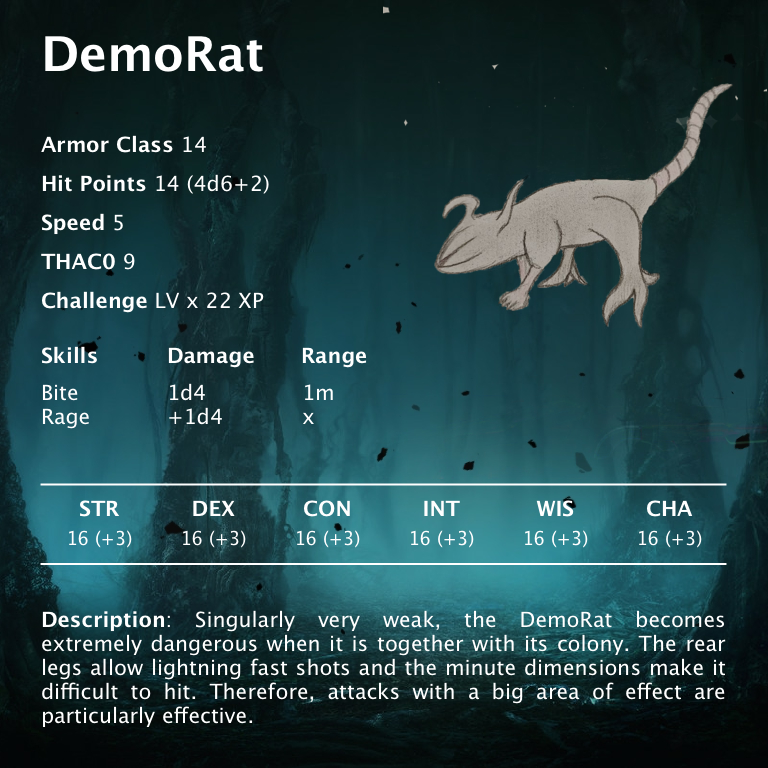 DemoRat
Armor Class 14
Hit Points 14 (4d6+2)
Speed 5
THAC0 9
Challenge LV x 22 XP
Skills Damage Range
Bite 1d4 1m
Rage +1d4 x
STR DEX CON INT WIS CHA
16 (+3) 16 (+3) 16 (+3) 16 (+3) 16 (+3) 16 (+3)
Description: Singularly very weak, the DemoRat becomes
extremely dangerous when it is together with its colony. The rear
legs allow lightning fast shots and the minute dimensions make it
difficult to hit. Therefore, attacks with a big area of effect are
particularly effective.